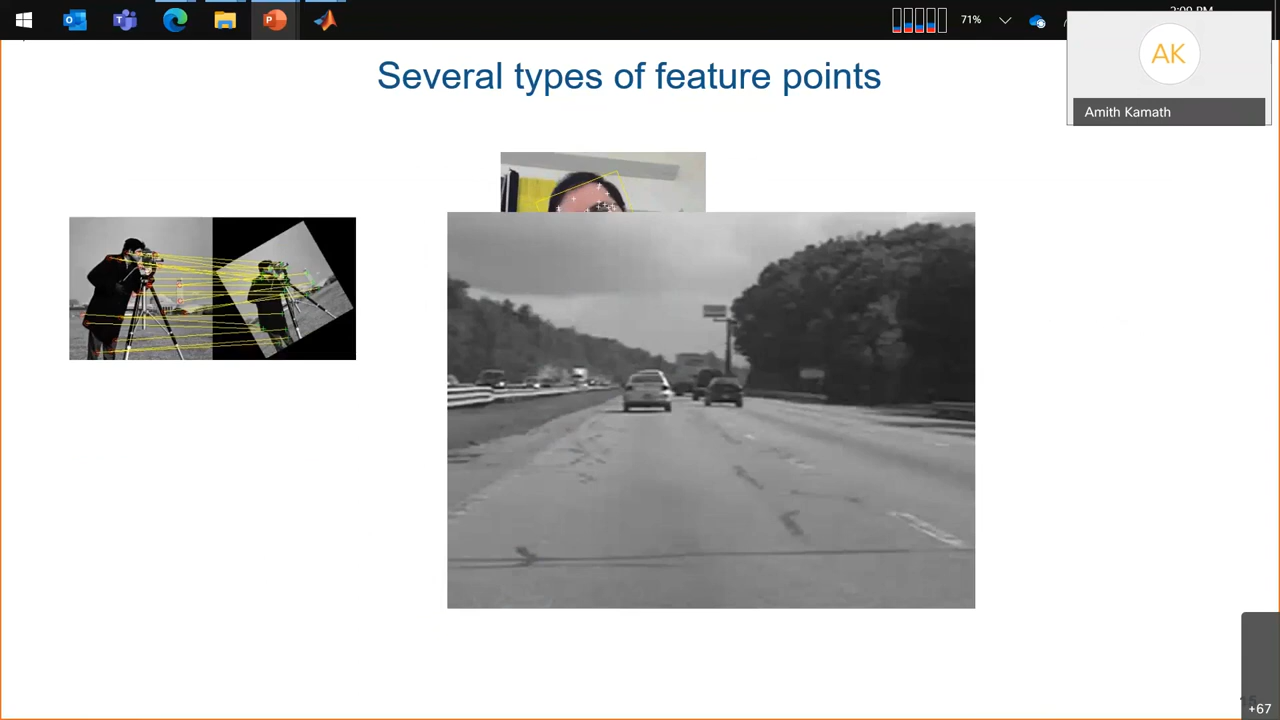 71%
Several types of feature points
AK
Amith Kamath
+67